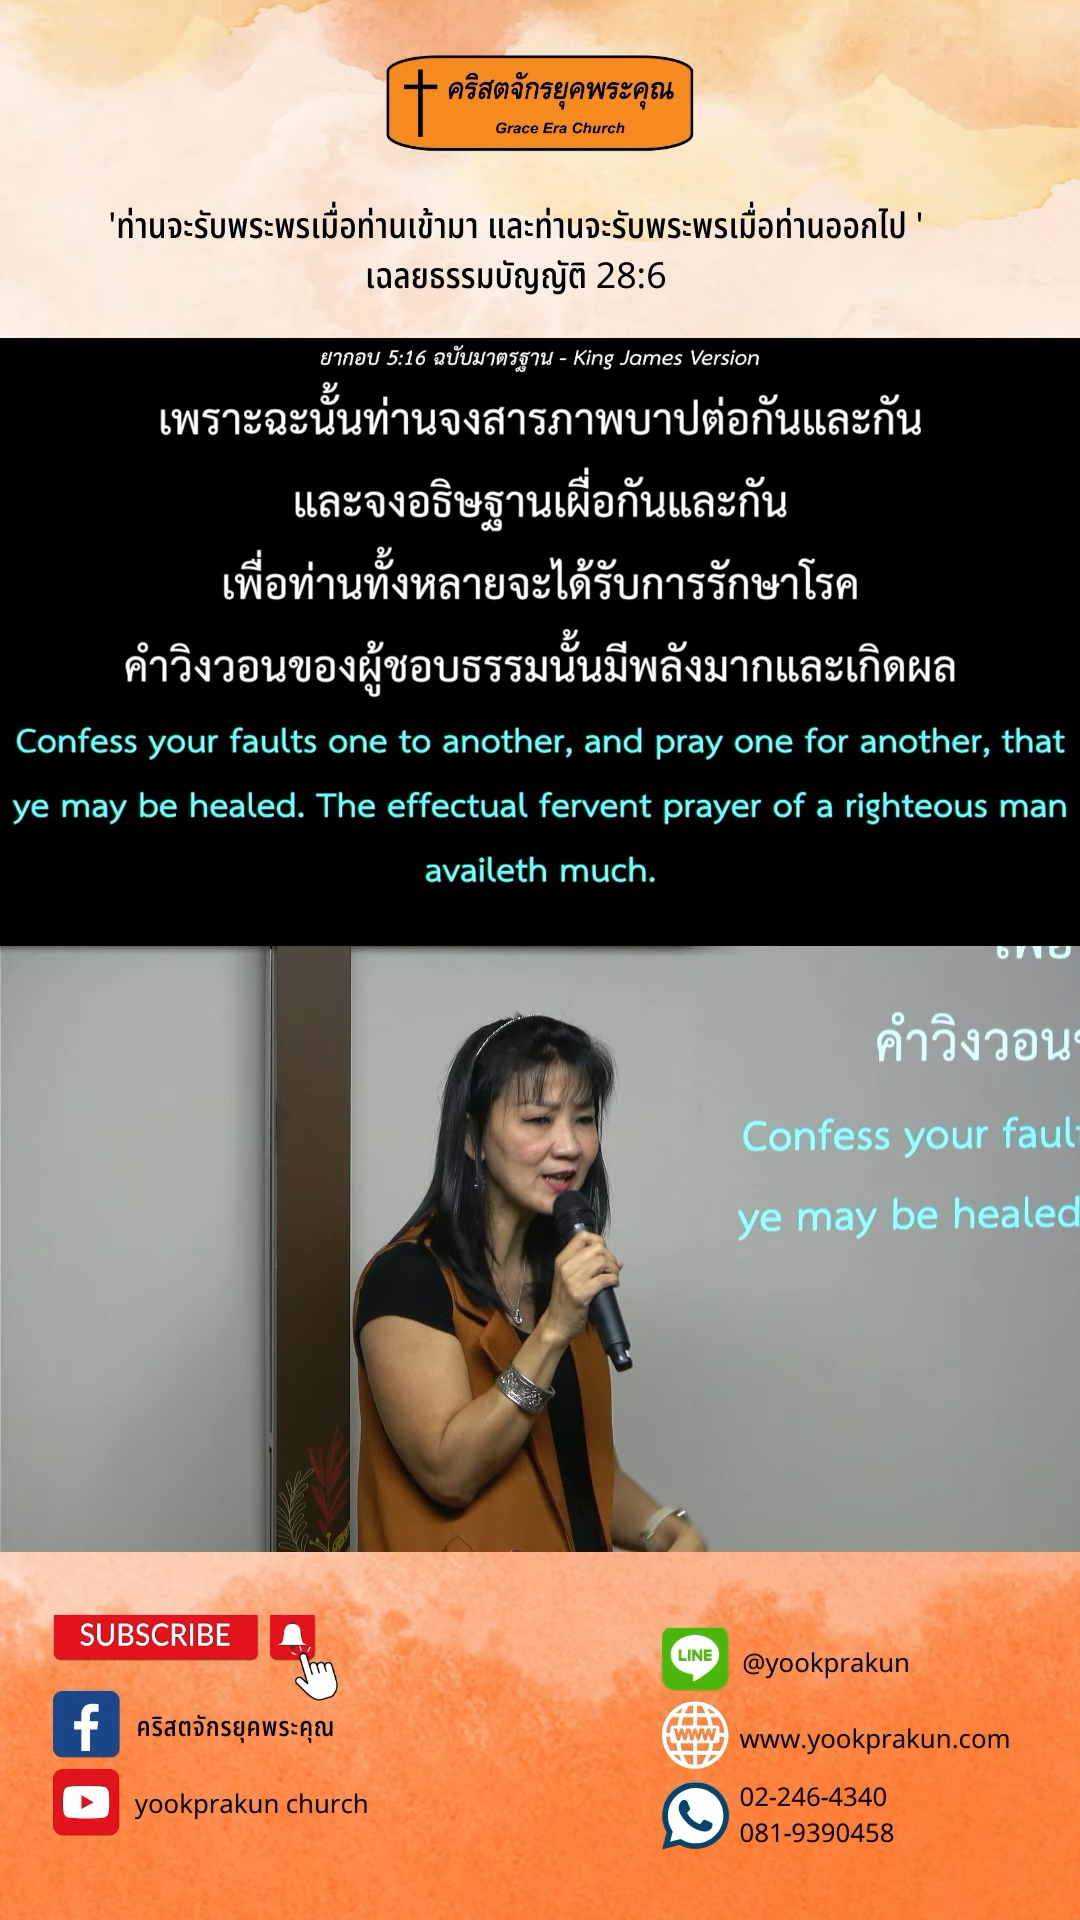 คริสตจักรยุคพระคุณ
Grace Era Church
'ท่านจะรับพระพรเมื่อท่านเข้ามา และท่านจะรับพระพรเมื่อท่านออกไป '
เฉลยธรรมบัญญัติ 28:6
ยากอบ 5:16 ฉบับมาตรฐาน - King James Version
เพราะฉะนั้นท่านจงสารภาพบาปต่อกันและกัน
และจงอธิษฐานเผื่อกันและกัน
เพื่อท่านทั้งหลายจะได้รับการรักษาโรค
คำวิงวอนของผู้ชอบธรรมนั้นมีพลังมากและเกิดผล
Confess your faults one to another, and pray one for another, that
ye may be healed. The effectual fervent prayer of a righteous man
availeth much.
คำวิงวอน
Confess your faul
ye may be healed
SUBSCRIBE
คริสตจักรยุคพระคุณ
yookprakun church
LINE
@yookprakun
WWW
www.yookprakun.com
02-246-4340
081-9390458